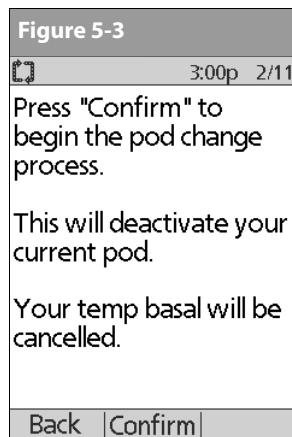 Figure 5-3
3:00p 2/11
Press "Confirm" to
begin the pod change
process.
This will deactivate your
current pod.
Your temp basal will be
cancelled.
Back Confirm